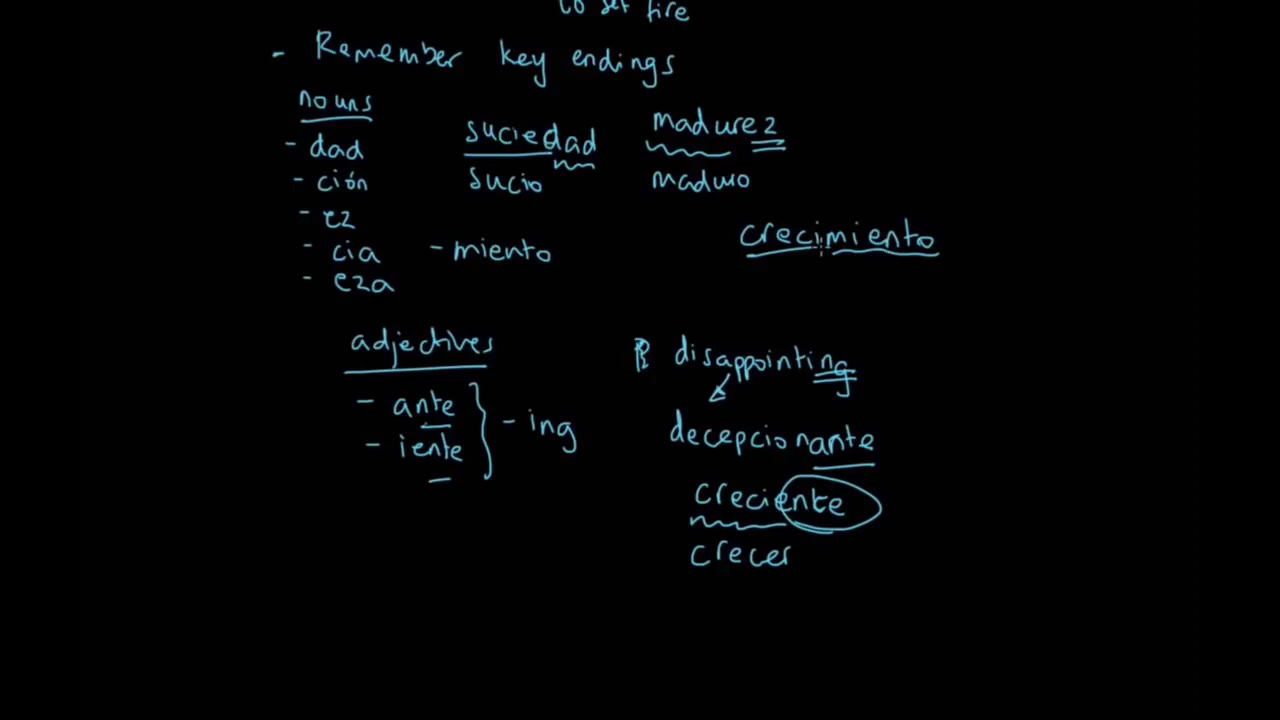 to set fire
- Remember key endings
nouns
- dad
- ción
- ez
- cia - miento
- eza
suciedad madurez
sucio maduro
crecimiento
adjectives
- ante
- iente
- ing
disappointing
decepcionante
creciente
crecer